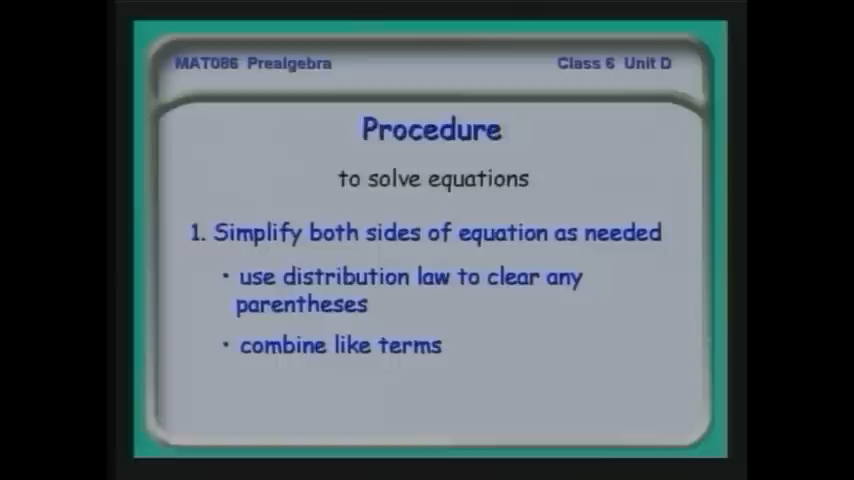 MAT086 Prealgebra Class 6 Unit D
Procedure
to solve equations
1. Simplify both sides of equation as needed
• use distribution law to clear any
parentheses
• combine like terms